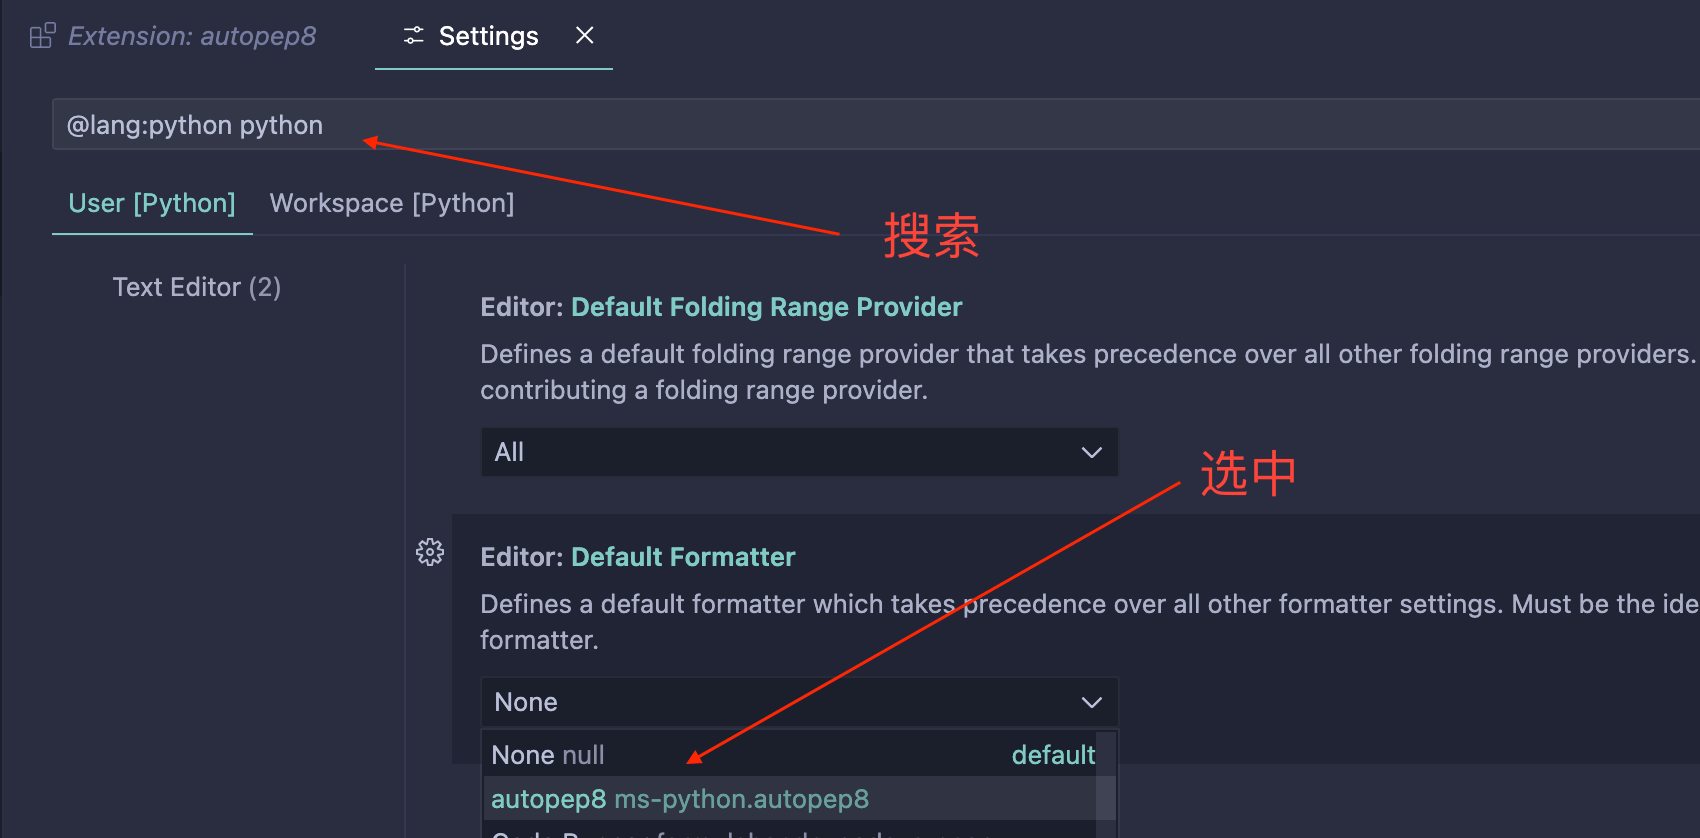 Extension: autopep8
Settings
@lang:python python
User [Python]
Workspace [Python]
搜索
Text Editor (2)
Editor: Default Folding Range Provider
Defines a default folding range provider that takes precedence over all other folding range providers.
contributing a folding range provider.
All
选中
Editor: Default Formatter
Defines a default formatter which takes precedence over all other formatter settings. Must be the ide
formatter.
None
None null default
autopep8 ms-python.autopep8